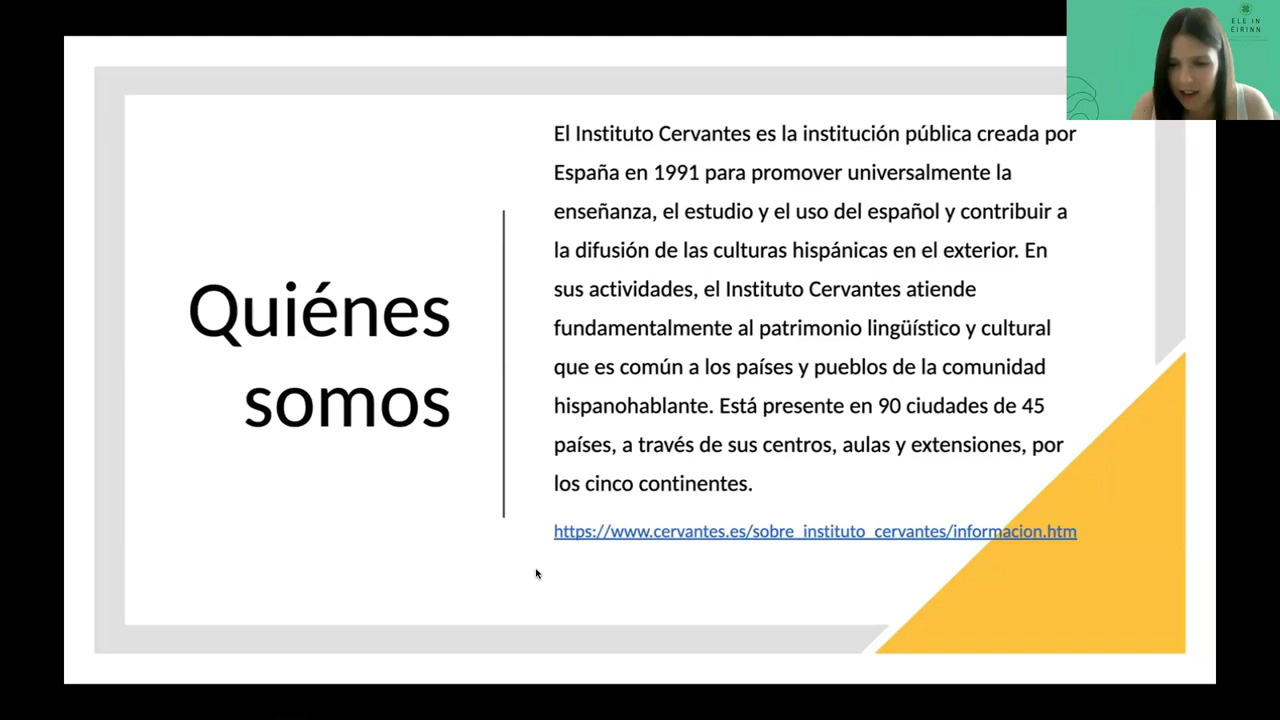 ELE IN
ÉIRINN
Quiénes
somos
El Instituto Cervantes es la institución pública creada por
España en 1991 para promover universalmente la
enseñanza, el estudio y el uso del español y contribuir a
la difusión de las culturas hispánicas en el exterior. En
sus actividades, el Instituto Cervantes atiende
fundamentalmente al patrimonio lingüístico y cultural
que es común a los países y pueblos de la comunidad
hispanohablante. Está presente en 90 ciudades de 45
países, a través de sus centros, aulas y extensiones, por
los cinco continentes.
https://www.cervantes.es/sobre_instituto_cervantes/informacion.htm